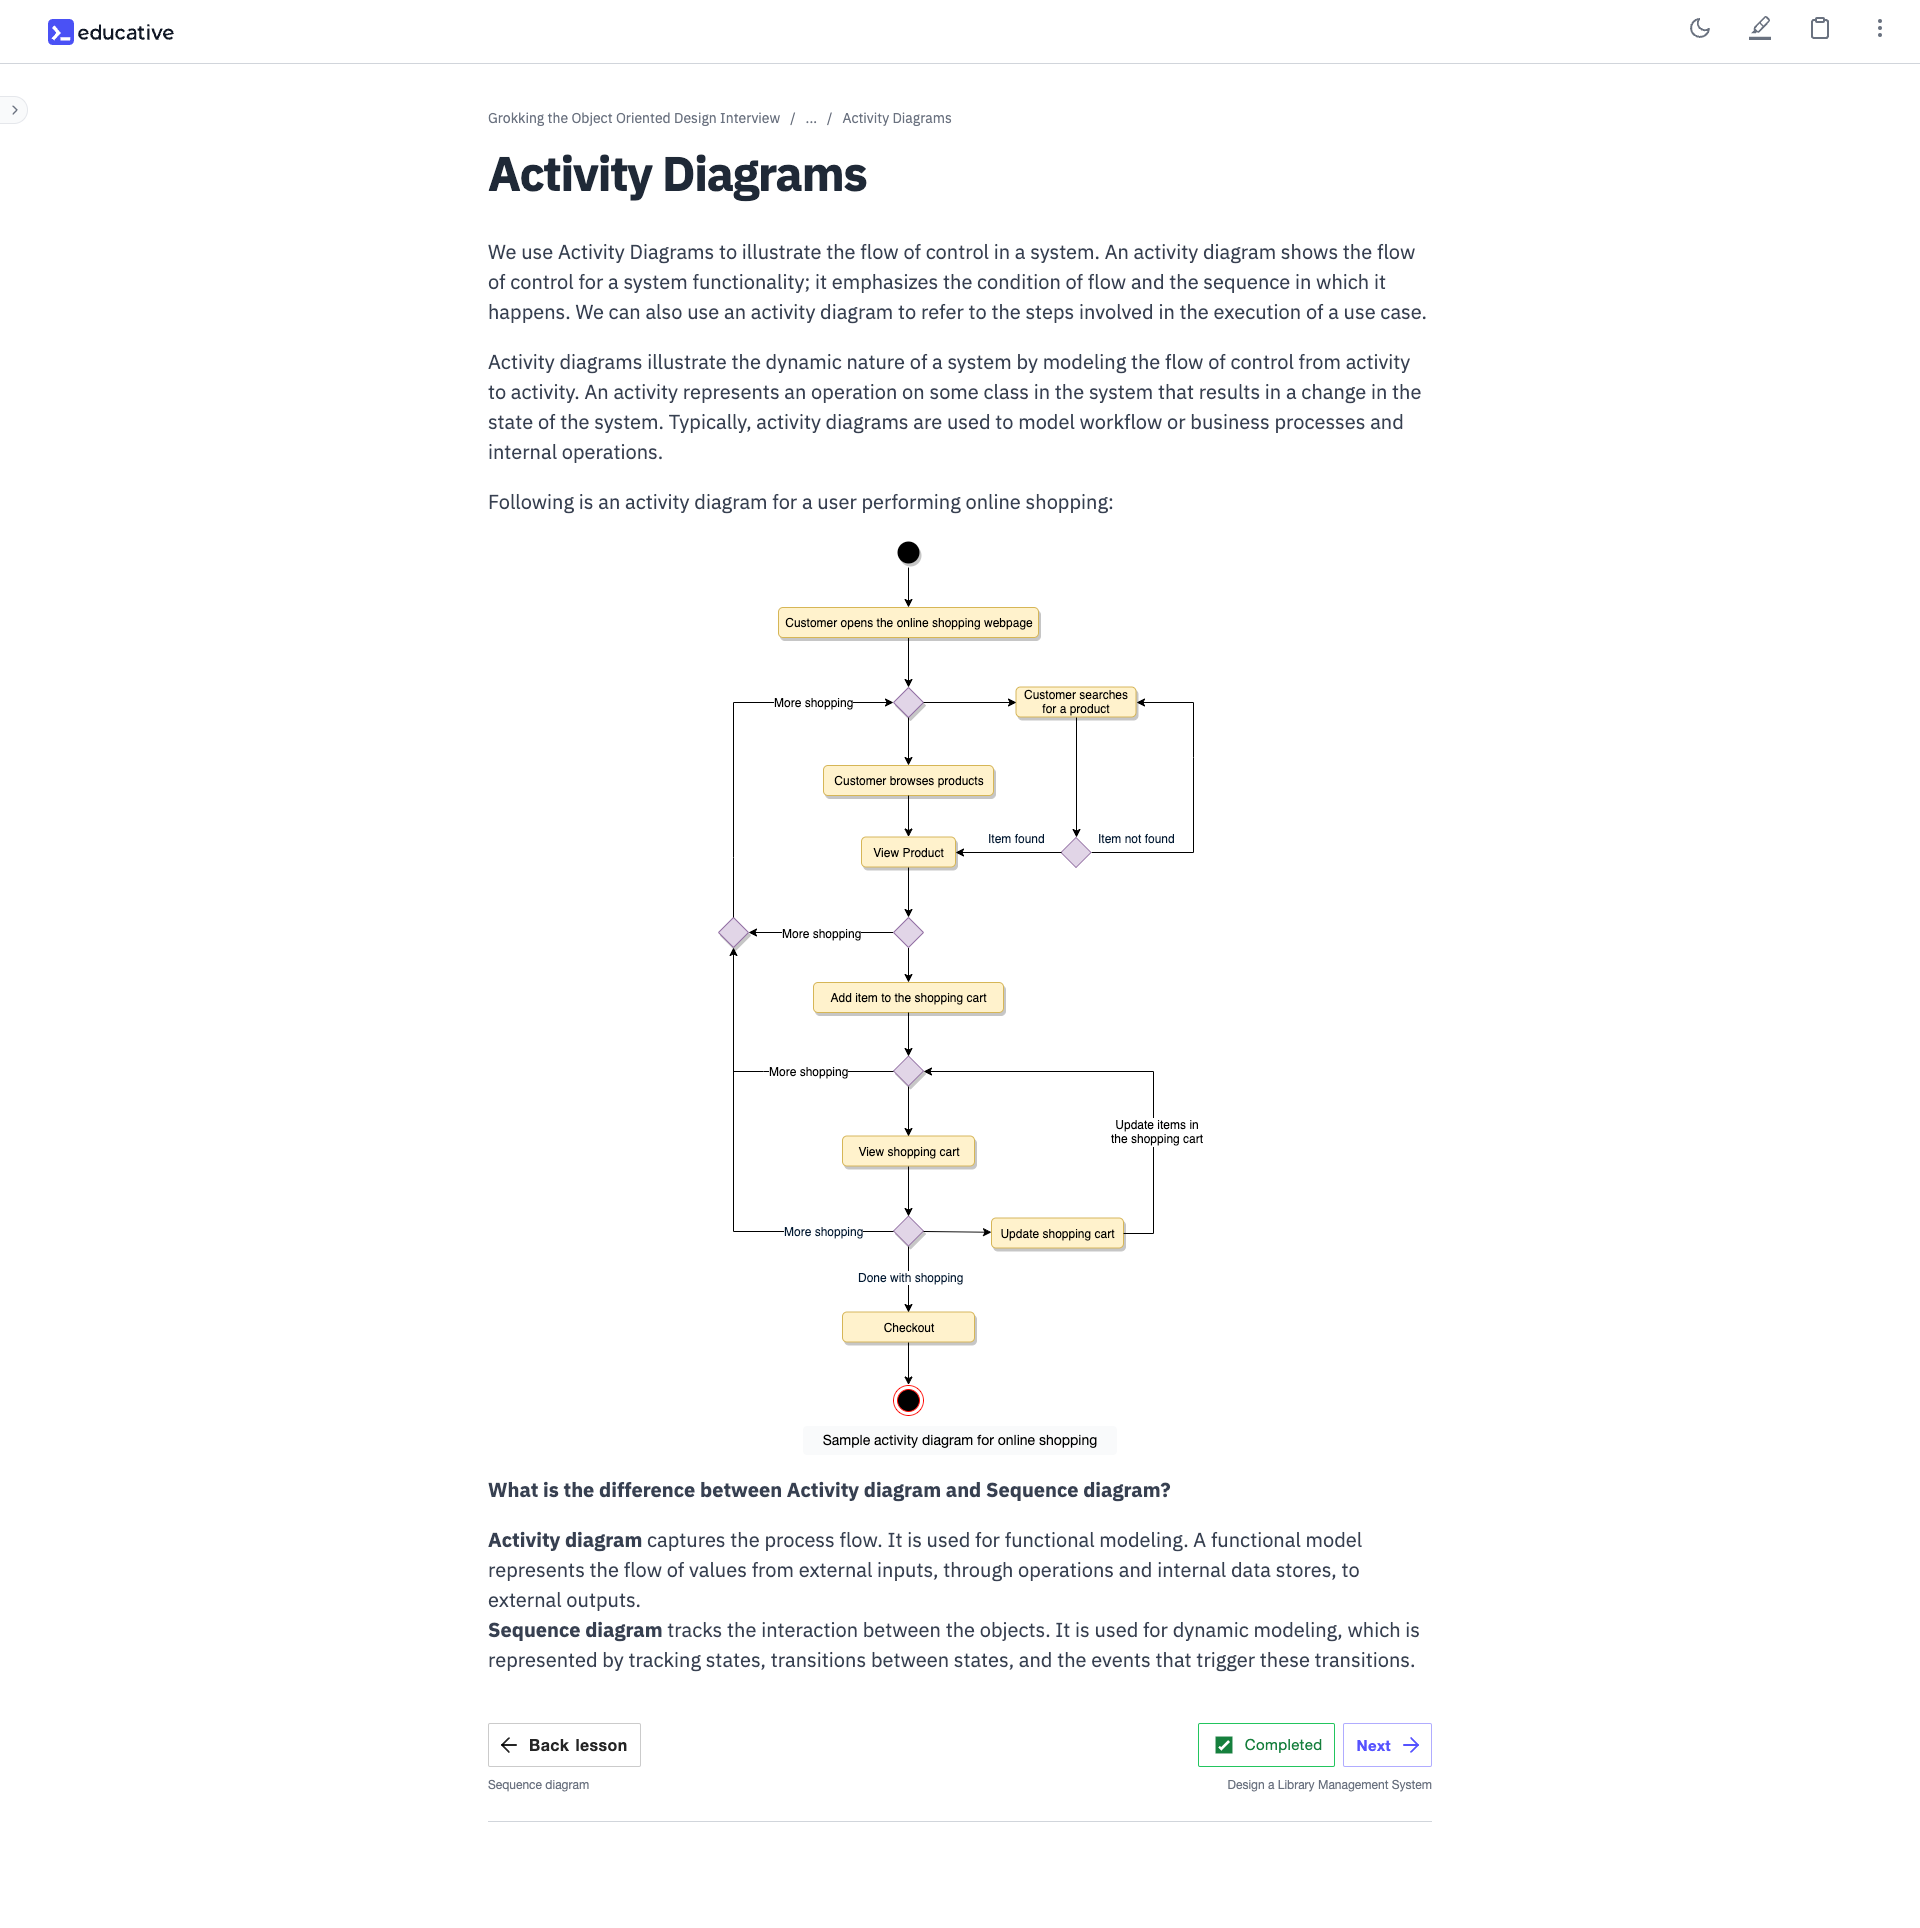 educative
Grokking the Object Oriented Design Interview / ... / Activity Diagrams
Activity Diagrams
We use Activity Diagrams to illustrate the flow of control in a system. An activity diagram shows the flow
of control for a system functionality; it emphasizes the condition of flow and the sequence in which it
happens. We can also use an activity diagram to refer to the steps involved in the execution of a use case.
Activity diagrams illustrate the dynamic nature of a system by modeling the flow of control from activity
to activity. An activity represents an operation on some class in the system that results in a change in the
state of the system. Typically, activity diagrams are used to model workflow or business processes and
internal operations.
Following is an activity diagram for a user performing online shopping:
Customer opens the online shopping webpage
More shopping
Customer searches
for a product
Customer browses products
Item found
Item not found
View Product
More shopping
Add item to the shopping cart
More shopping
Update items in
the shopping cart
View shopping cart
More shopping
Update shopping cart
Done with shopping
Checkout
Sample activity diagram for online shopping
What is the difference between Activity diagram and Sequence diagram?
Activity diagram captures the process flow. It is used for functional modeling. A functional model
represents the flow of values from external inputs, through operations and internal data stores, to
external outputs.
Sequence diagram tracks the interaction between the objects. It is used for dynamic modeling, which is
represented by tracking states, transitions between states, and the events that trigger these transitions.
Back lesson
Completed
Next
Sequence diagram
Design a Library Management System